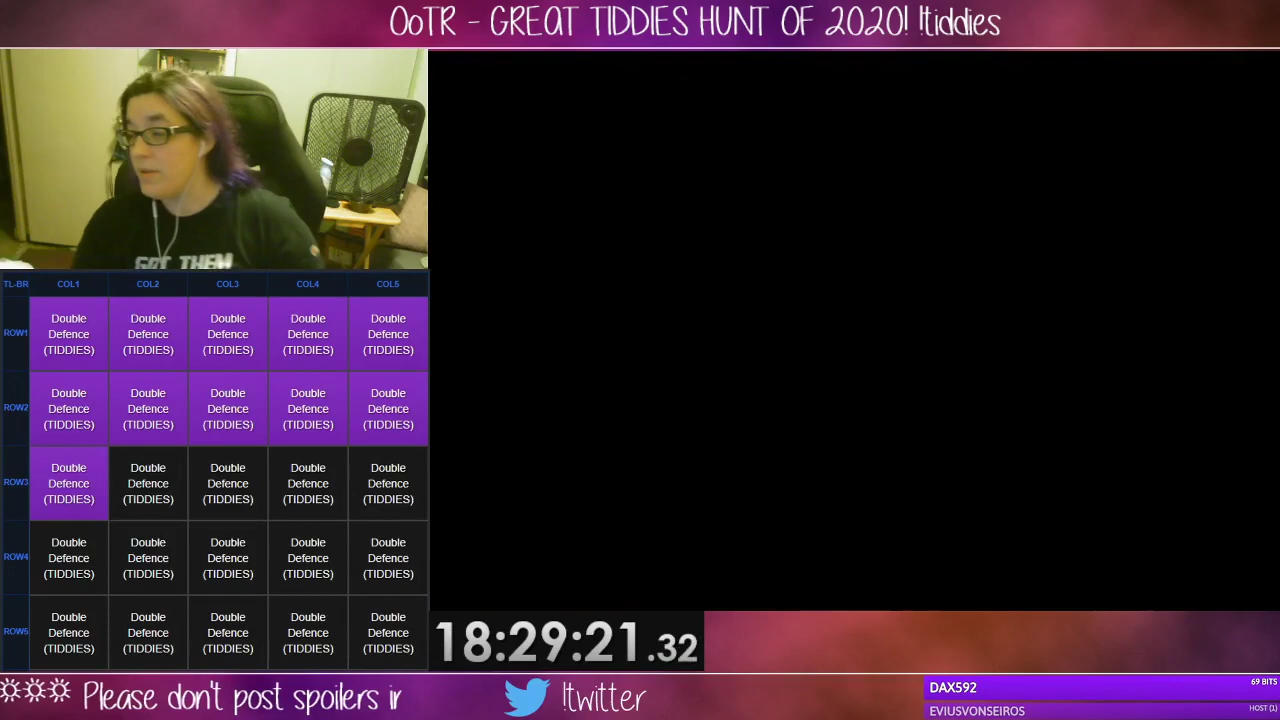 OoTR - GREAT TIDDIES HUNT OF 2020! !tiddies
GOT THEM
TL-BR COL1 COL2 COL3 COL4 COL5
ROW1
Double Double Double Double Double
Defence Defence Defence Defence Defence
(TIDDIES) (TIDDIES) (TIDDIES) (TIDDIES) (TIDDIES)
ROW2
Double Double Double Double Double
Defence Defence Defence Defence Defence
(TIDDIES) (TIDDIES) (TIDDIES) (TIDDIES) (TIDDIES)
ROW3
Double Double Double Double Double
Defence Defence Defence Defence Defence
(TIDDIES) (TIDDIES) (TIDDIES) (TIDDIES) (TIDDIES)
ROW4
Double Double Double Double Double
Defence Defence Defence Defence Defence
(TIDDIES) (TIDDIES) (TIDDIES) (TIDDIES) (TIDDIES)
ROW5
Double Double Double Double Double
Defence Defence Defence Defence Defence
(TIDDIES) (TIDDIES) (TIDDIES) (TIDDIES) (TIDDIES)
18:29:21.32
Please don't post spoilers ir
!twitter
DAX592 69 BITS
EVIUSVONSEIROS HOST (1)